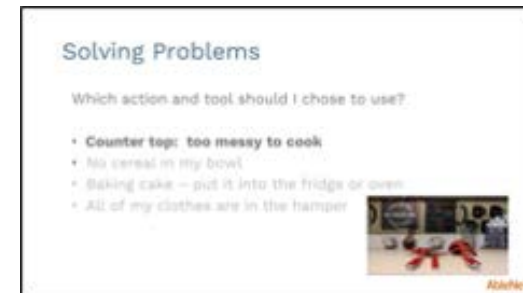 Solving Problems
Which action and tool should I chose to use?
• Counter top: too messy to cook
• No cereal in my bowl
• Baking cake – put it into the fridge or oven
• All of my clothes are in the hamper